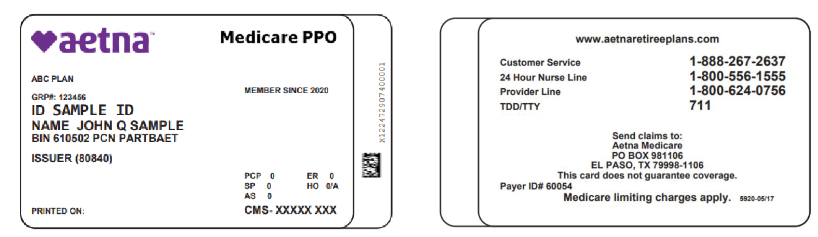 aetna™
Medicare PPO
ABC PLAN
GRP#: 123456
MEMBER SINCE 2020
ID SAMPLE ID
NAME JOHN Q SAMPLE
BIN 610502 PCN PARTBAET
ISSUER (80840)
PCP 0 ER 0
SP 0 HO 0/A
AS 0
PRINTED ON:
CMS- XXXXX XXX
X122472907400001
www.aetnaretireeplans.com
Customer Service 1-888-267-2637
24 Hour Nurse Line 1-800-556-1555
Provider Line 1-800-624-0756
TDD/TTY 711
Send claims to:
Aetna Medicare
PO BOX 981106
EL PASO, TX 79998-1106
This card does not guarantee coverage.
Payer ID# 60054
Medicare limiting charges apply. 5920-05/17